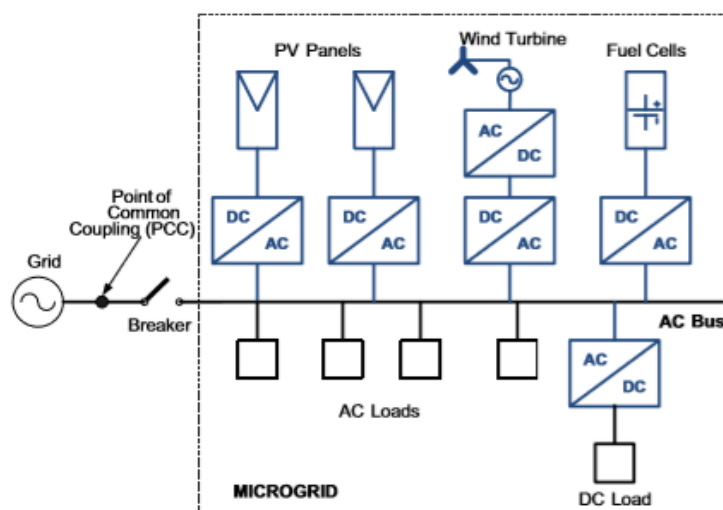 PV Panels
Wind Turbine
Fuel Cells
AC
DC
Point of
Common
Coupling (PCC)
DC
AC
DC
AC
DC
AC
DC
AC
Grid
Breaker
AC Bus
AC
DC
AC Loads
MICROGRID
DC Load